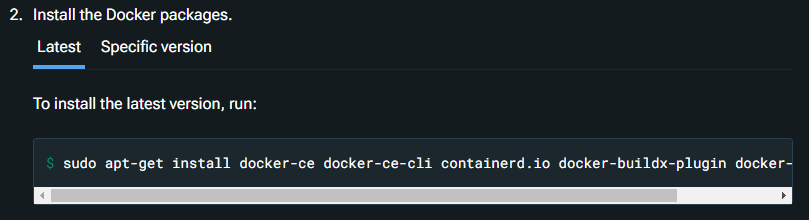 2. Install the Docker packages.
Latest Specific version
To install the latest version, run:
$ sudo apt-get install docker-ce docker-ce-cli containerd.io docker-buildx-plugin docker-